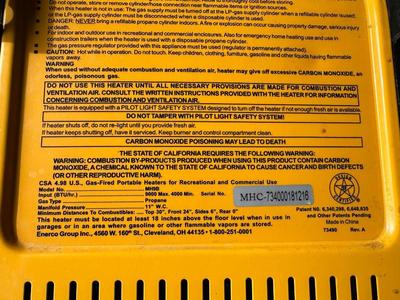 Do not operate, store or remove cylinder/hose connection near flammable items or ignition sources.
When this heater is not in use: The gas supply must be turned off at the LP-gas supply cylinder when a refillable cylinder is used;
or the LP-gas supply cylinder must be disconnected when a disposable cylinder is used.
DANGER: NEVER bring a refillable propane cylinder indoors. A fire or explosion can occur causing property damage, serious injury
or death.
• For indoor and outdoor use in recreational and commercial enclosures. Also for emergency home heating use and use in
construction trailers when the heater is used with a disposable propane cylinder.
• The gas pressure regulator provided with this appliance must be used (regulator is permanently attached).
CAUTION: Hot while in operation. Do not touch. Keep children, clothing, furniture, gasoline and other liquids having flammable
vapors away.
WARNING
When used without adequate combustion and ventilation air, heater may give off excessive CARBON MONOXIDE, an
odorless, poisonous gas.
DO NOT USE THIS HEATER UNTIL ALL NECESSARY PROVISIONS ARE MADE FOR COMBUSTION AND
VENTILATION AIR. CONSULT THE WRITTEN INSTRUCTIONS PROVIDED WITH THE HEATER FOR INFORMATION
CONCERNING COMBUSTION AND VENTILATION AIR.
This heater is equipped with a PILOT LIGHT SAFETY SYSTEM designed to turn off the heater if not enough fresh air is available.
DO NOT TAMPER WITH PILOT LIGHT SAFETY SYSTEM!
If heater shuts off, do not re-light until you provide fresh air.
If heater keeps shutting off, have it serviced. Keep burner and control compartment clean.
CARBON MONOXIDE POISONING MAY LEAD TO DEATH
THE STATE OF CALIFORNIA REQUIRES THE FOLLOWING WARNING:
WARNING: COMBUSTION BY-PRODUCTS PRODUCED WHEN USING THIS PRODUCT CONTAIN CARBON
MONOXIDE, A CHEMICAL KNOWN TO THE STATE OF CALIFORNIA TO CAUSE CANCER AND BIRTH DEFECTS
(OR OTHER REPRODUCTIVE HARM).
CSA 4.98 U.S., Gas-Fired Portable Heaters for Recreational and Commercial Use
Model No. MH9B
Input (BTU/hr.) 9000 Max, 4000 Min. Serial No.
MHC-734000181216
Gas Type Propane
Manifold Pressure 11" W.C.
Minimum Distances To Combustibles Top 30", Front 24", Sides 6", Rear 0"
This heater must be located at least 18 inches above the floor level when in use in
garages or in an area where gasoline or other flammable vapors are stored.
Enerco Group Inc., 4560 W. 160th St., Cleveland, OH 44135 • 1-800-251-0001
Patent No. 6,340,298, 6,648,635
and Other Patents Pending
Made in China
73490 Rev. A